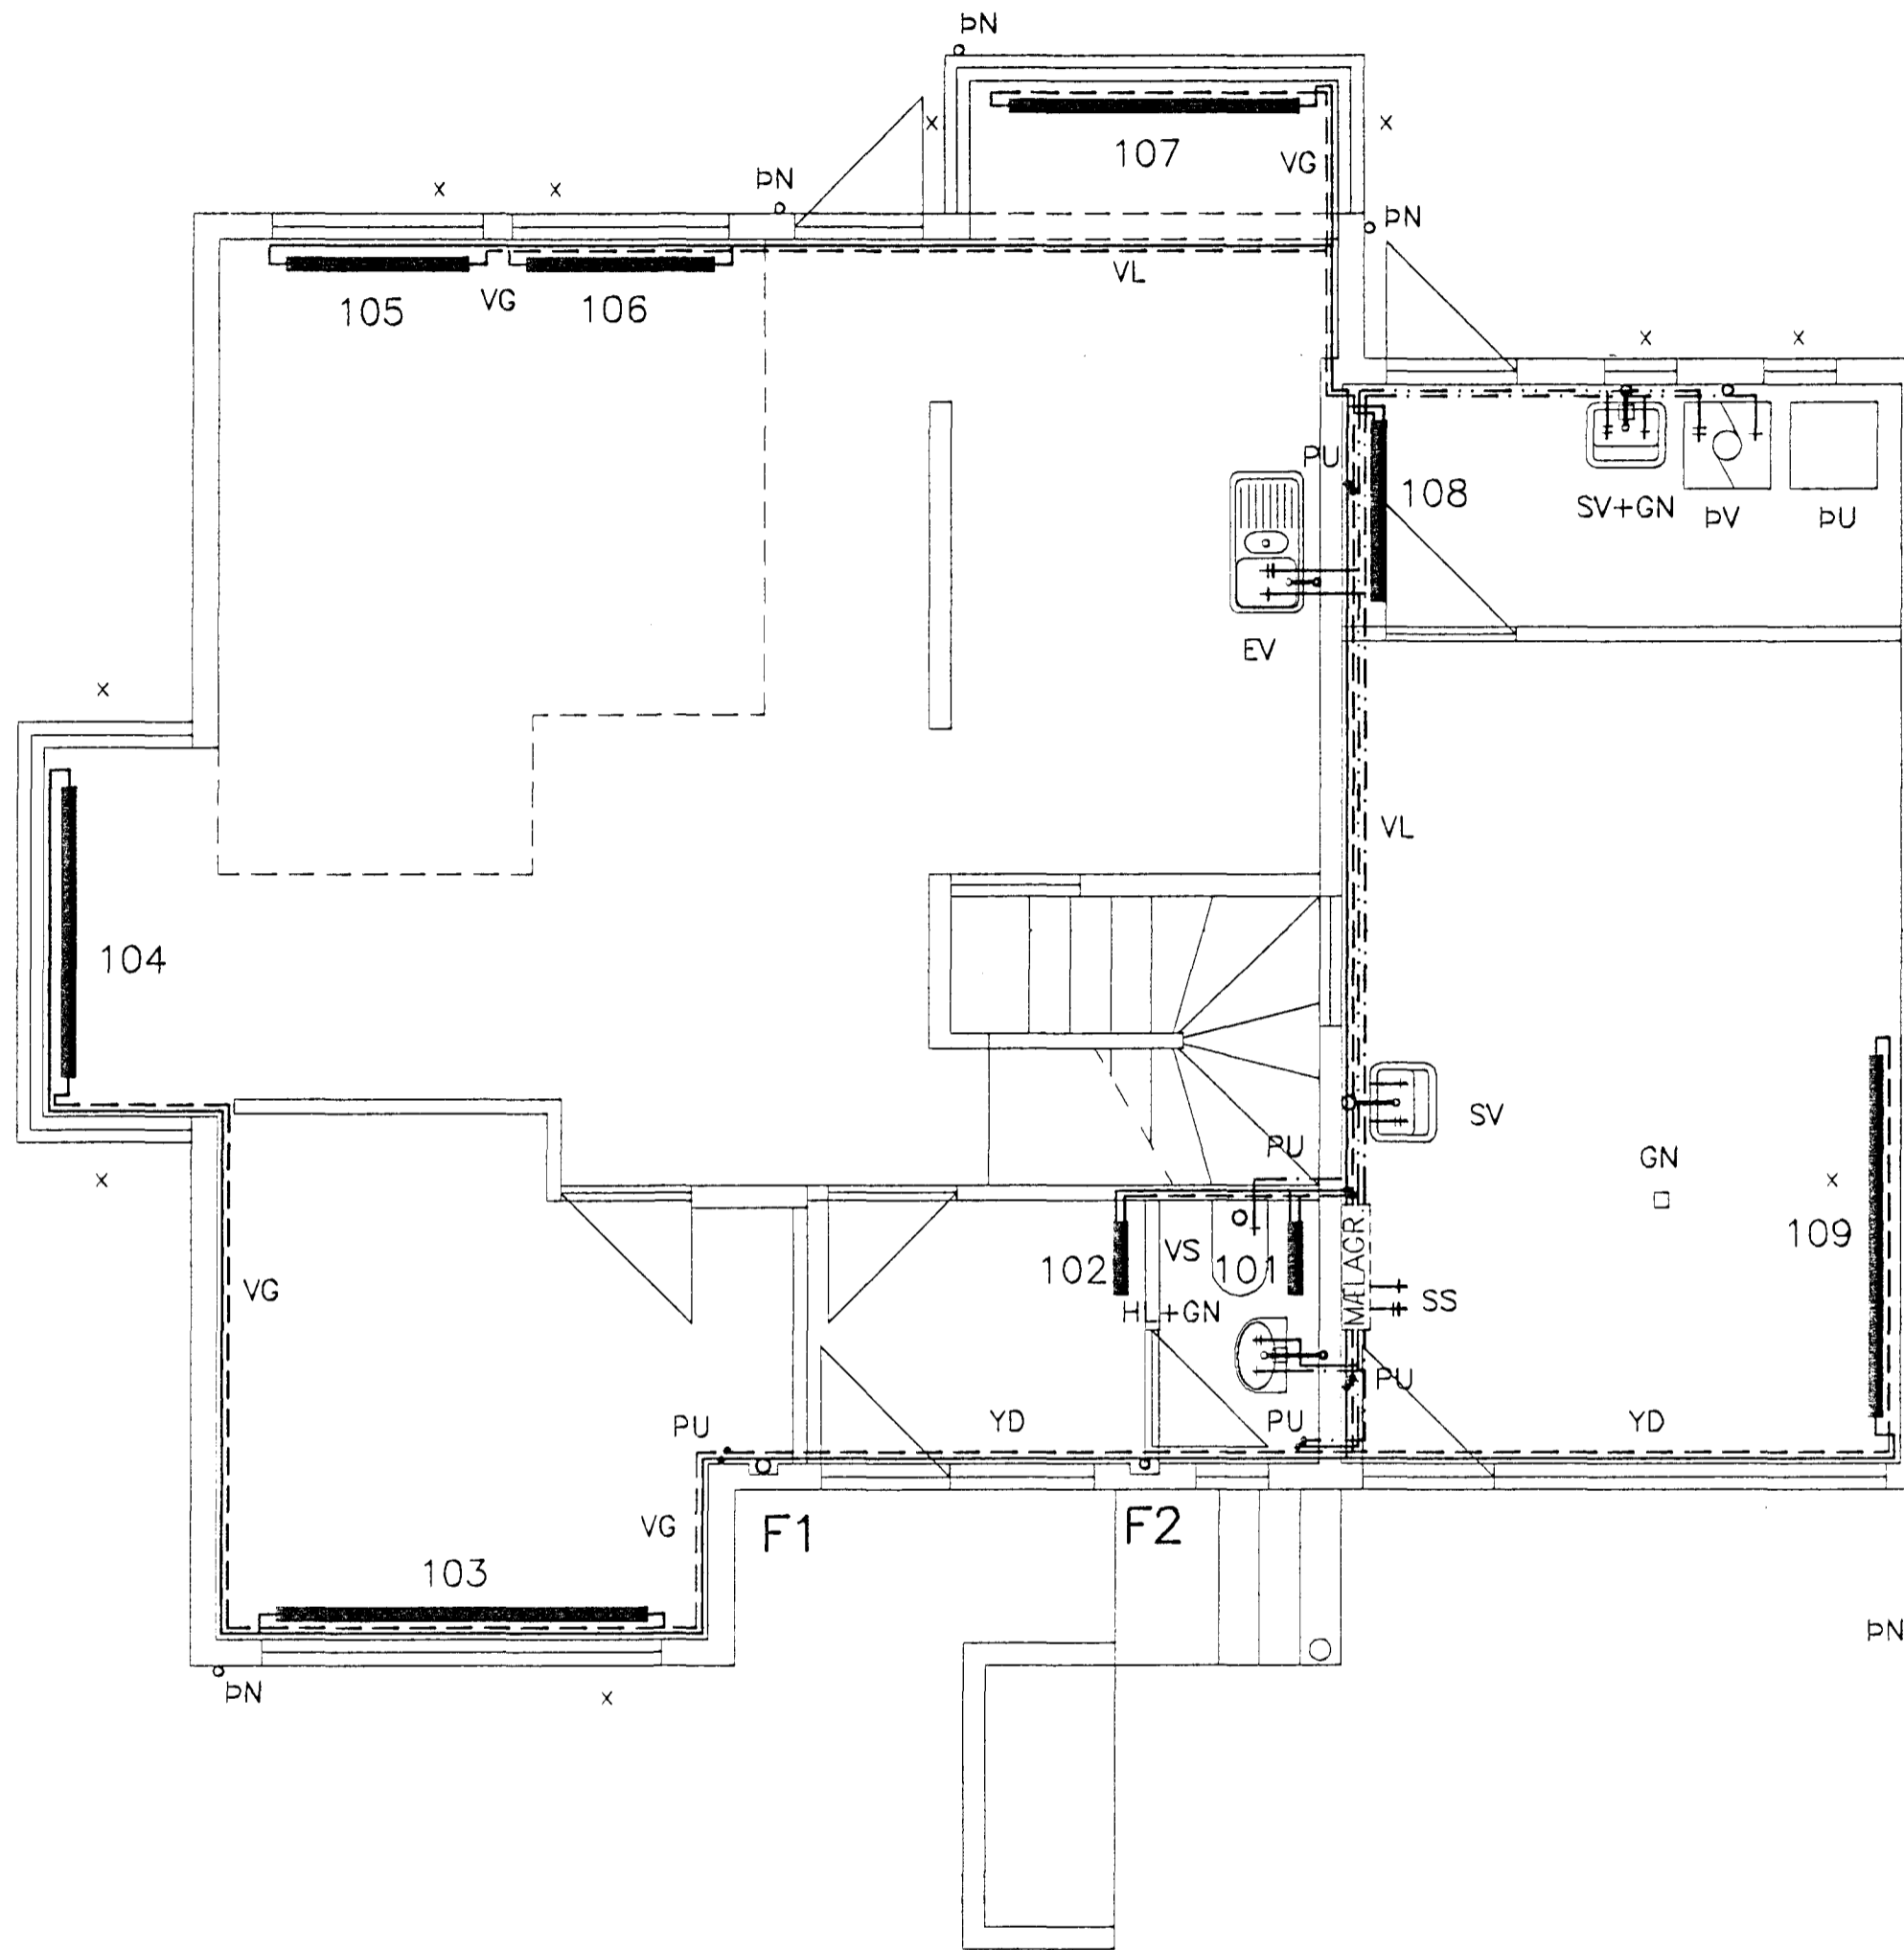 ÞN
107
VG
ÞN
ÞN
VL
105
VG
106
PU
108
SV+GN
ÞV
ÞU
EV
VL
104
SV
PU
GN
109
102
VS
101
MÆLAGR
SS
HL+GN
VG
PU
PU
YD
PU
YD
VG
F1
F2
103
ÞN
ÞN